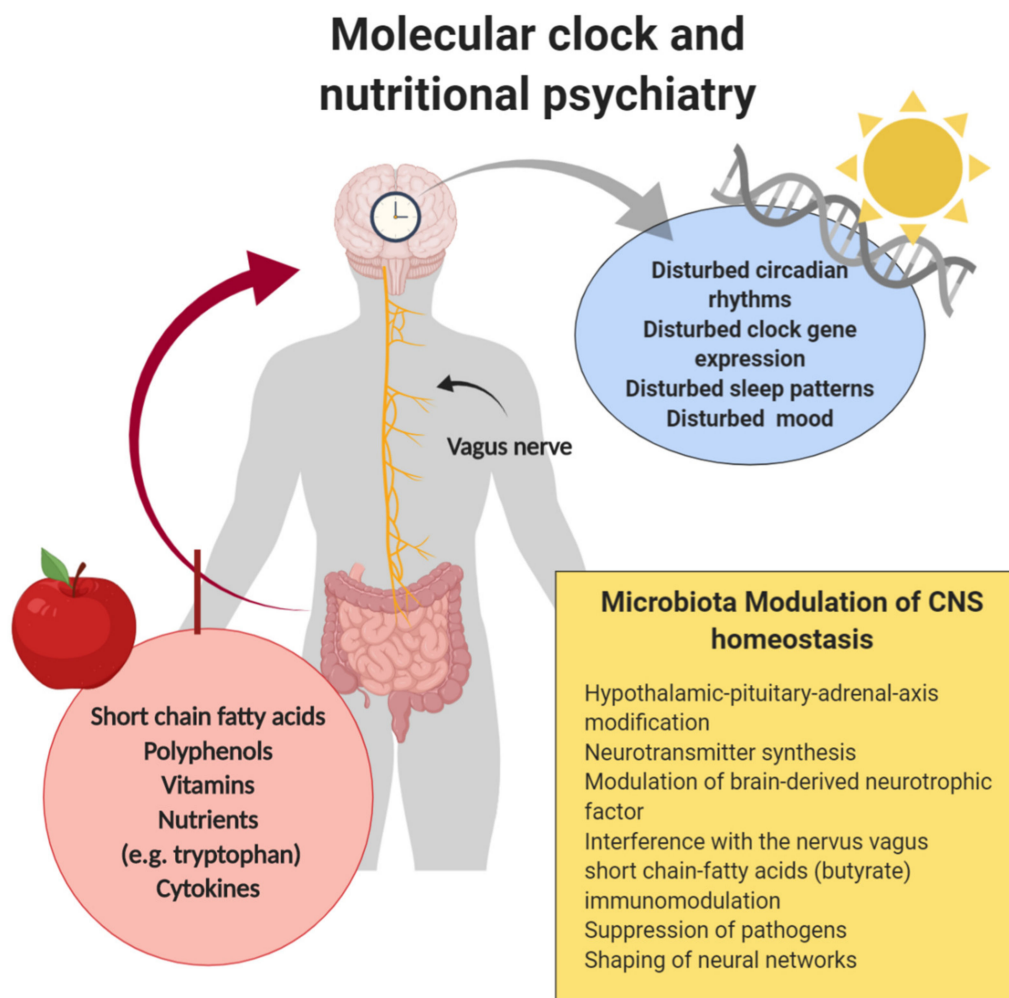 Molecular clock and
nutritional psychiatry
Disturbed circadian
rhythms
Disturbed clock gene
expression
Disturbed sleep patterns
Disturbed mood
Vagus nerve
Short chain fatty acids
Polyphenols
Vitamins
Nutrients
(e.g. tryptophan)
Cytokines
Microbiota Modulation of CNS
homeostasis
Hypothalamic-pituitary-adrenal-axis
modification
Neurotransmitter synthesis
Modulation of brain-derived neurotrophic
factor
Interference with the nervus vagus
short chain-fatty acids (butyrate)
immunomodulation
Suppression of pathogens
Shaping of neural networks